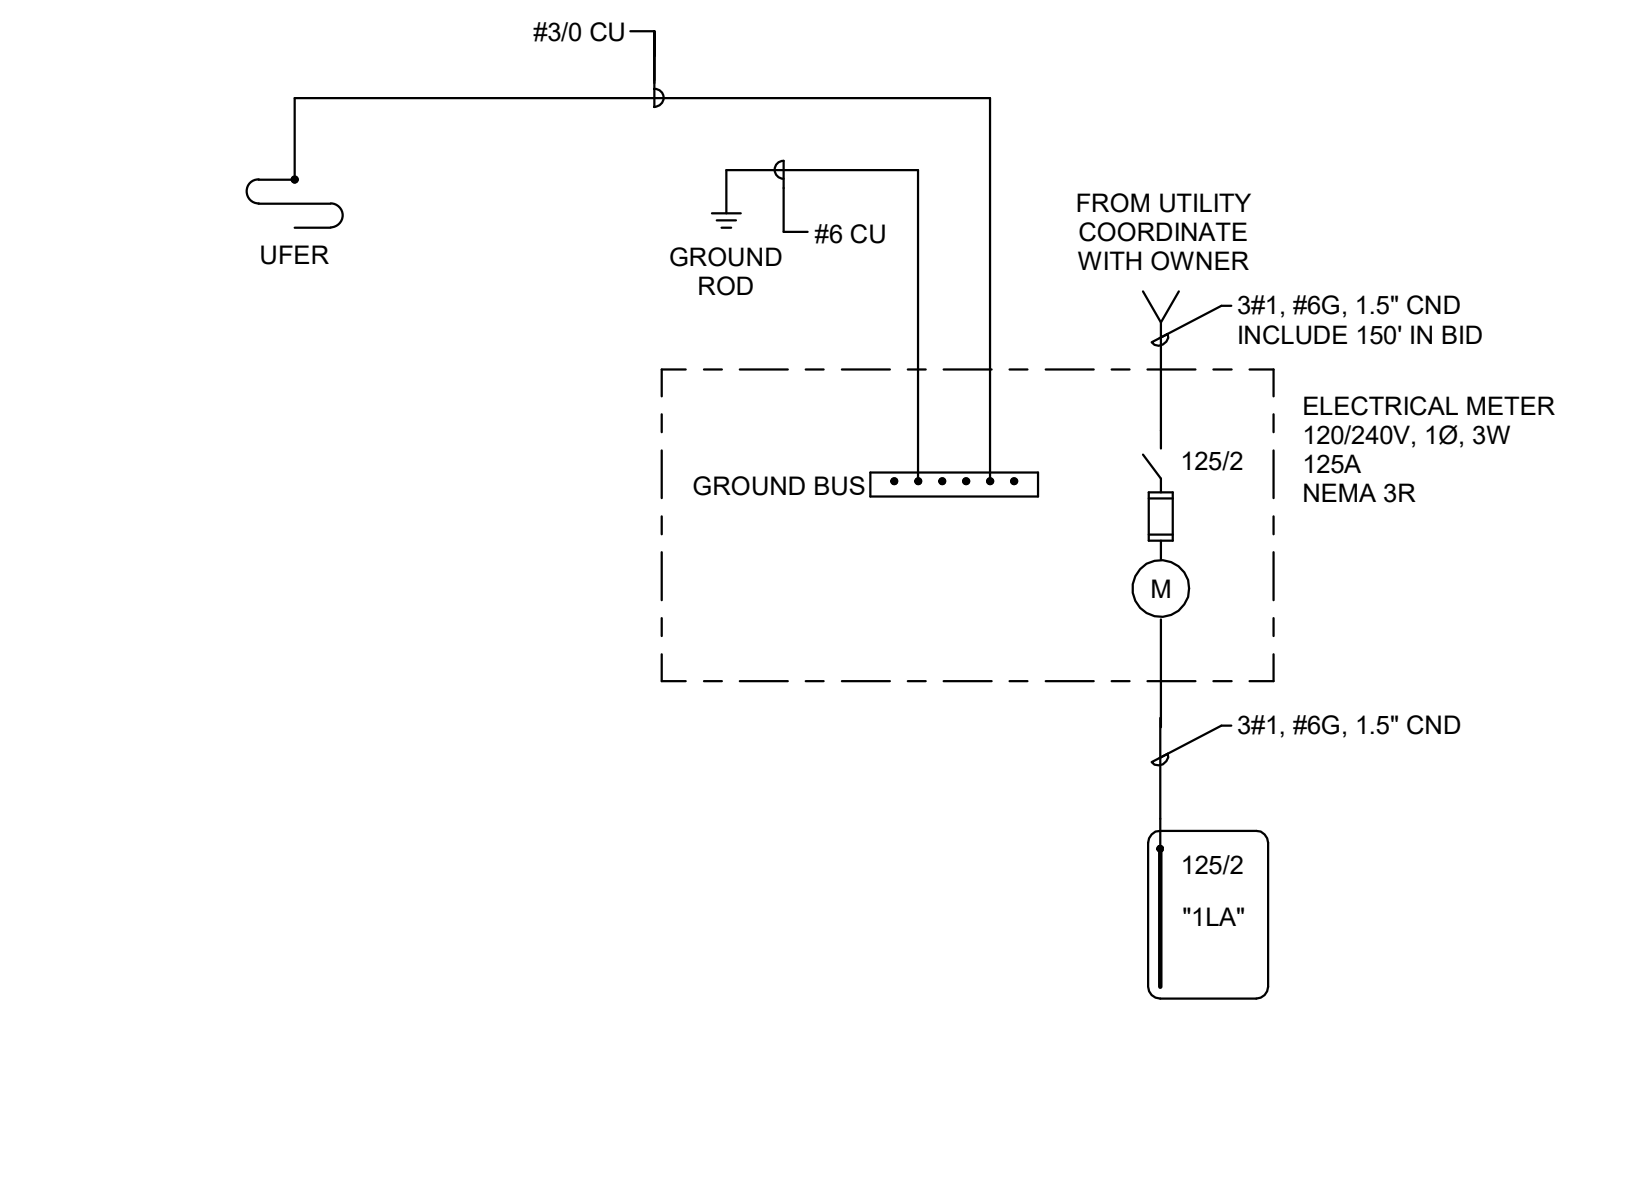 #3/0 CU
UFER
GROUND
ROD
#6 CU
FROM UTILITY
COORDINATE
WITH OWNER
3#1, #6G, 1.5" CND
INCLUDE 150' IN BID
ELECTRICAL METER
120/240V, 1Ø, 3W
125A
NEMA 3R
125/2
GROUND BUS
M
3#1, #6G, 1.5" CND
125/2
"1LA"